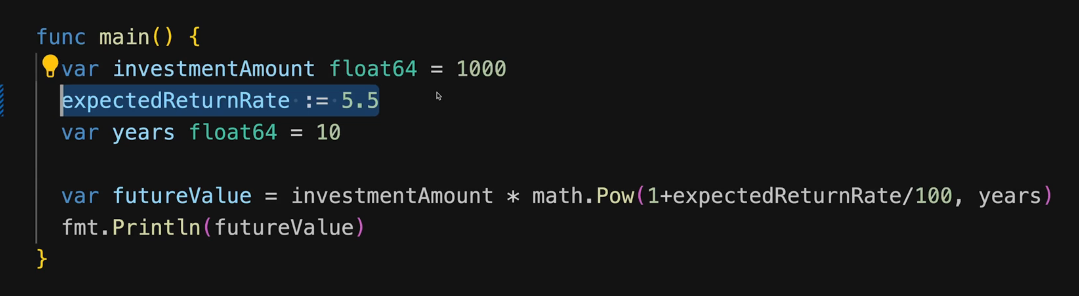 func main() {
var investmentAmount float64 = 1000
expectedReturnRate := 5.5
var years float64 = 10
var futureValue = investmentAmount * math.Pow(1+expectedReturnRate/100, years)
fmt.Println(futureValue)
}